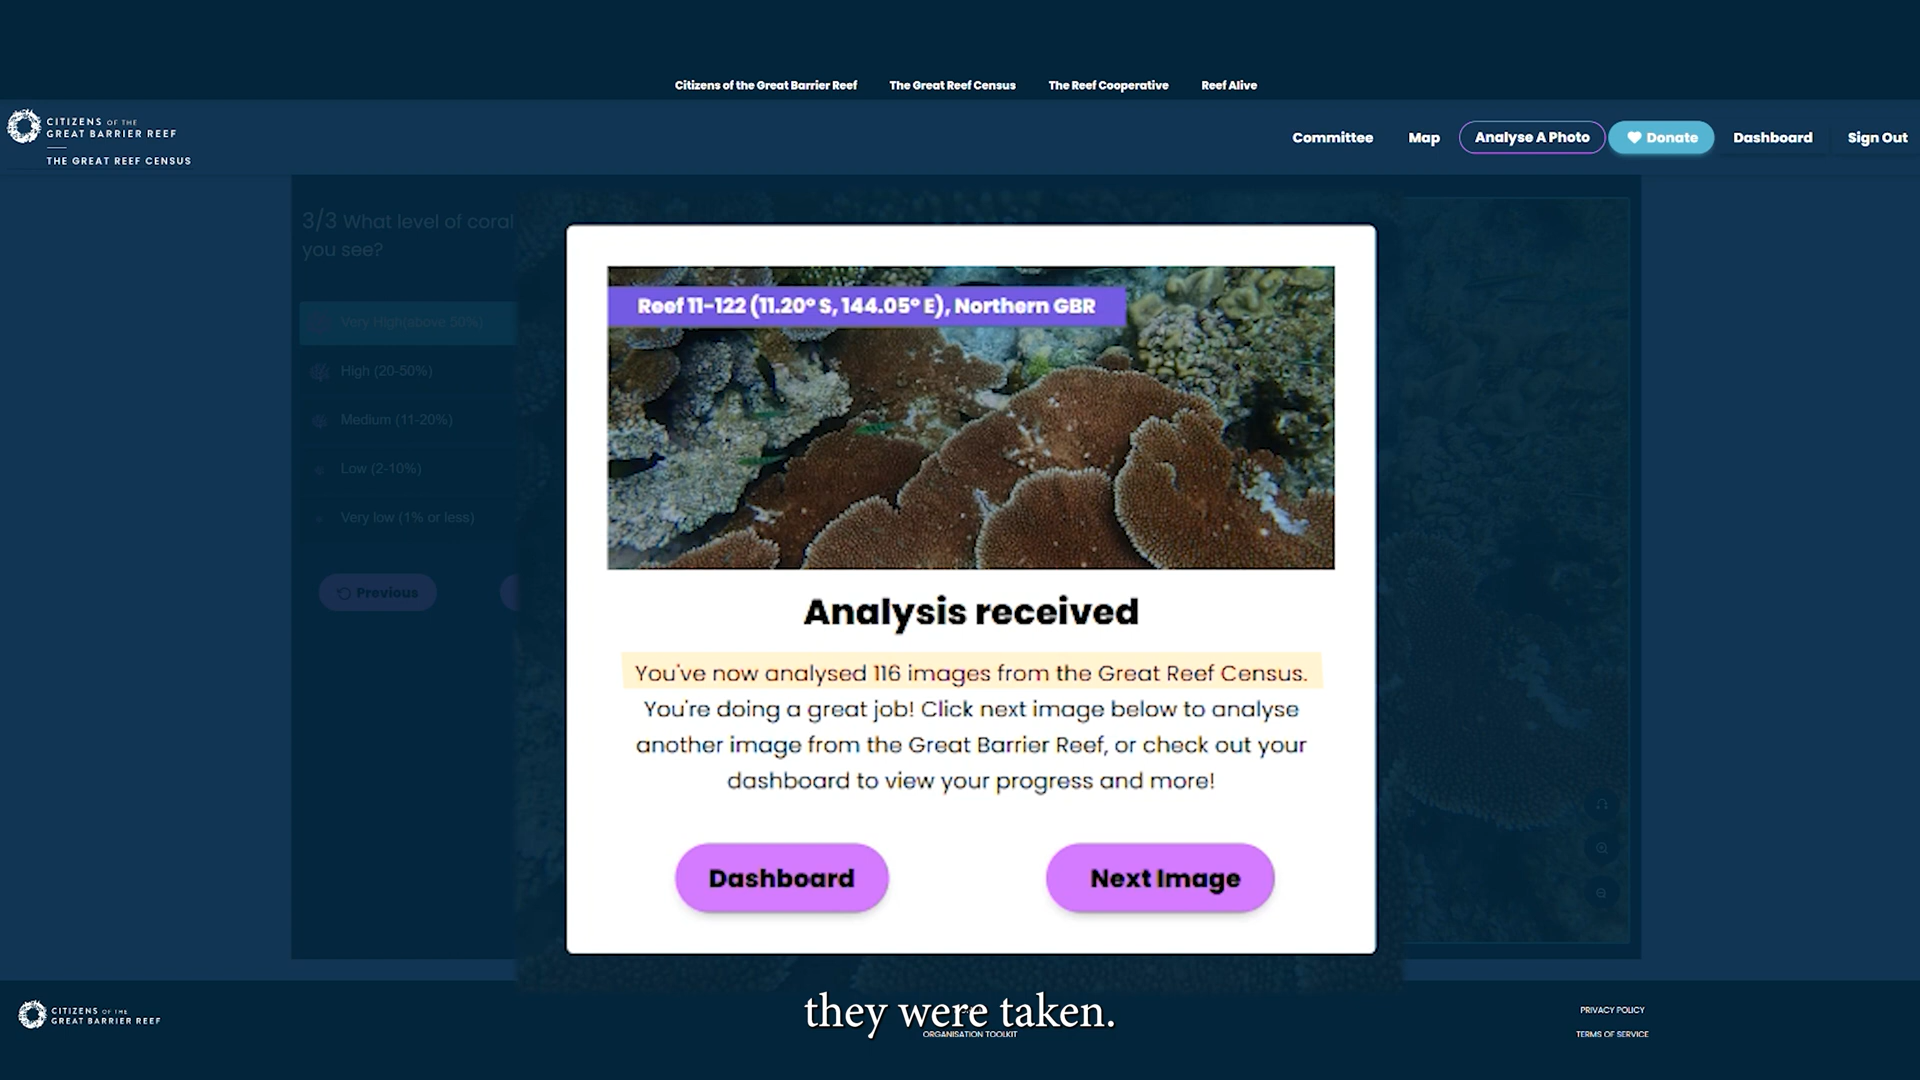 Citizens of the Great Barrier Reef The Great Reef Census The Reef Cooperative Reef Alive
CITIZENS OF THE
GREAT BARRIER REEF
THE GREAT REEF CENSUS
Committee Map Analyse A Photo Donate Dashboard Sign Out
3/3 What level of coral
you see?
Very High(above 50%)
High (20-50%)
Medium (11-20%)
Low (2-10%)
Very low (1% or less)
Previous
Reef 11-122 (11.20° S, 144.05° E), Northern GBR
Analysis received
You've now analysed 116 images from the Great Reef Census.
You're doing a great job! Click next image below to analyse
another image from the Great Barrier Reef, or check out your
dashboard to view your progress and more!
Dashboard Next Image
they were taken.
CITIZENS OF THE
GREAT BARRIER REEF
ORGANISATION TOOLKIT
PRIVACY POLICY
TERMS OF SERVICE